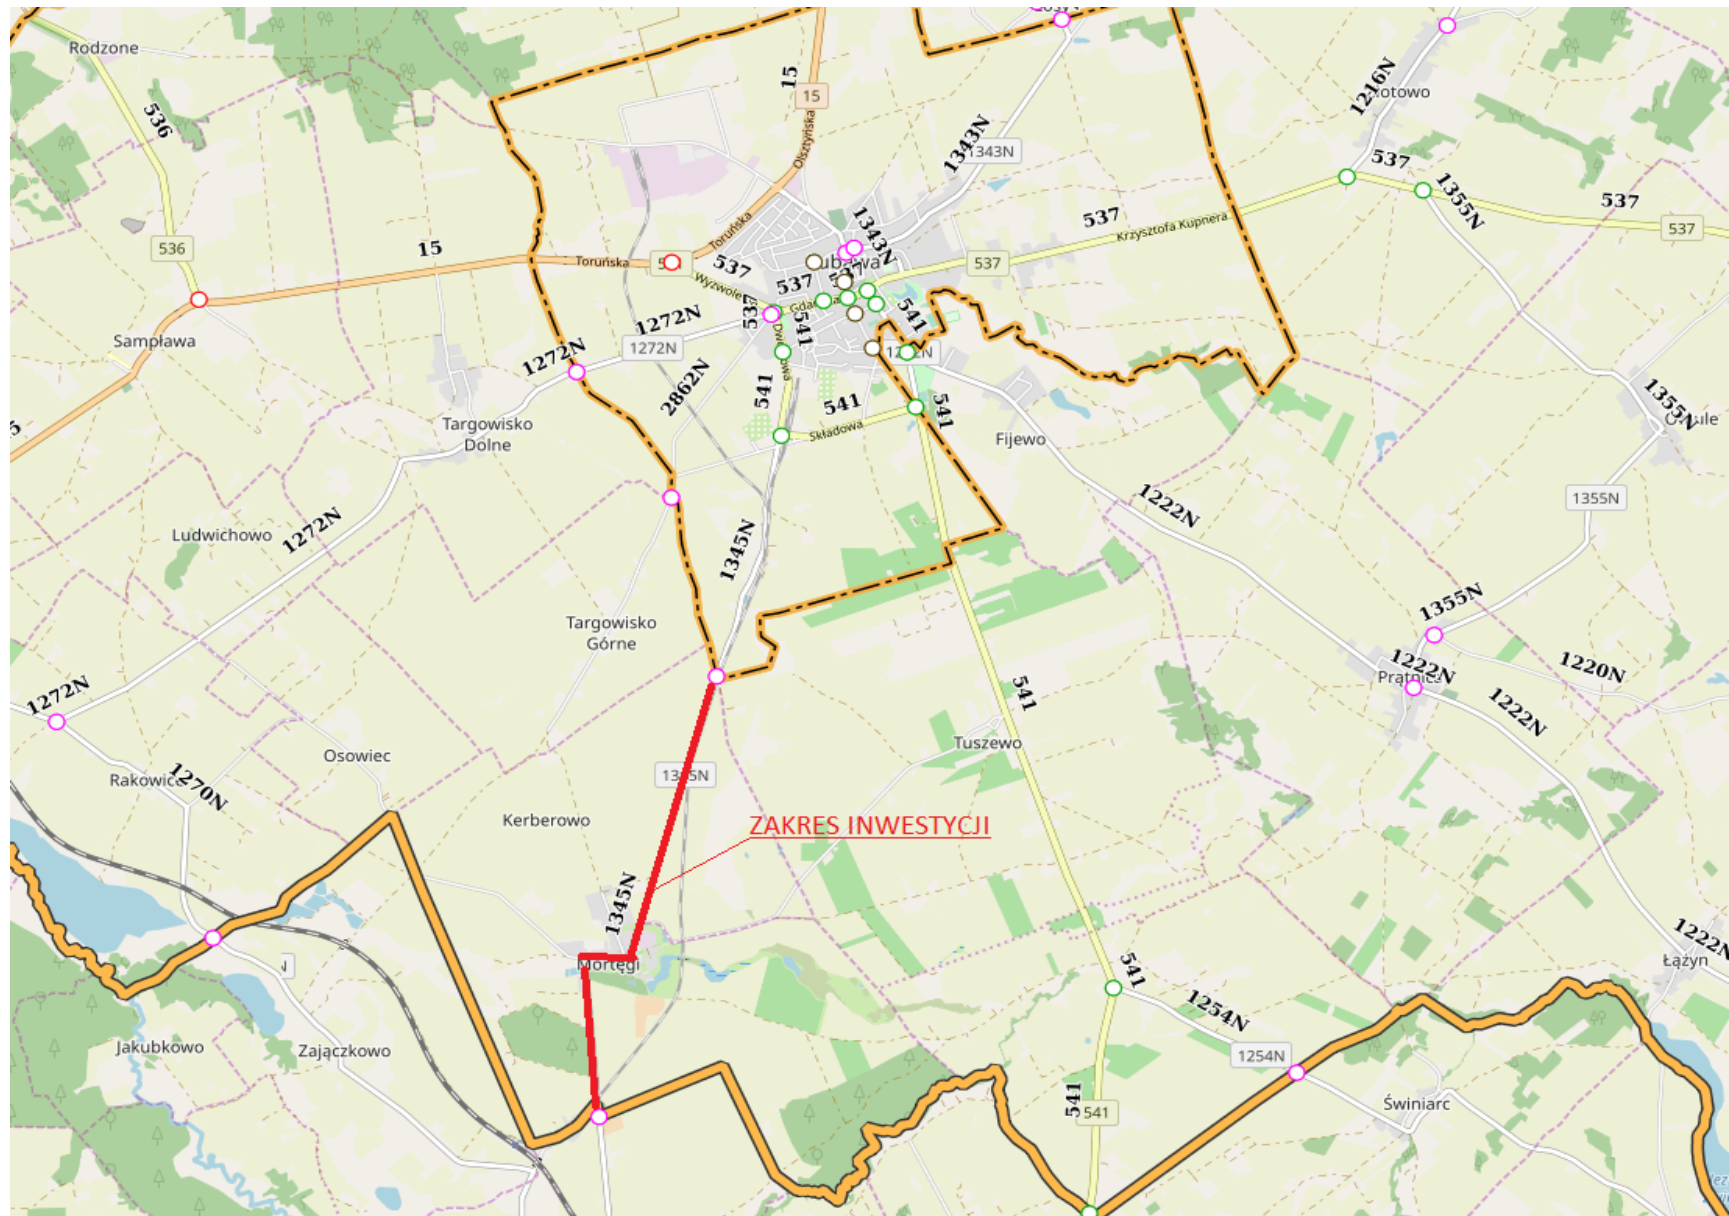 Rodzone
536
15
15
1216N
1343N
1343N
Olsztyńska
537
1355N
537
537
537
Krzysztofa Kupnera
1343N
Toruńska
536
15
Toruńska
537
537
Wyzwole
537
541
541
Sampława
1272N
1272N
1272N
2862N
541
541
Składowa
541
Fijewo
1355N
Targowisko
Dolne
1222N
1355N
Ludwichowo
1272N
1345N
Targowisko
Górne
1355N
1222N
1220N
1222N
1272N
541
Tuszewo
Osowiec
1270N
Kerberowo
ZAKRES INWESTYCJI
1345N
Mortęgi
1222N
Łążyn
541
1254N
1254N
Jakubkowo
Zajączkowo
541
541
Świniarc